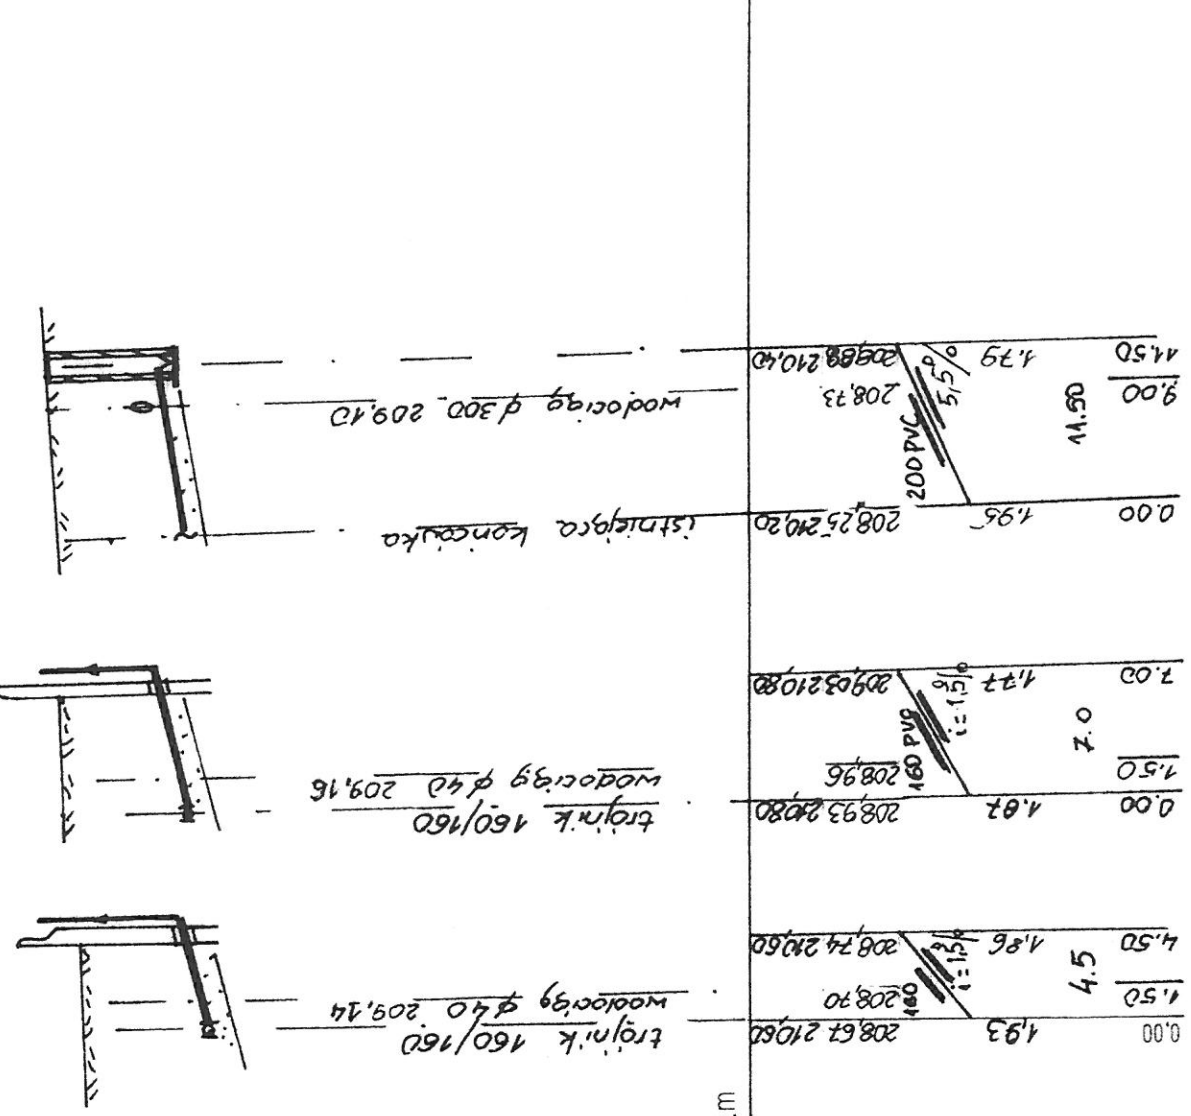 trójnik 160/160
wodociąg ϕ40 209,14
trójnik 160/160
wodociąg ϕ40 209,16
istniejąca końcówka
wodociąg ϕ300 209,10
m
210,60 208,67 1,93 0.00
208,70 1.50
160 i=1.5% 4.5
210,60 208,74 1,86 4.50
210,80 208,93 1.87 0.00
208,96 1.50
160 PVC i=1.5% 7.0
210,80 209,03 1,77 7.00
210,20 208,25 1.95 0.00
200 PVC 5,5% 11.50
208,73 9.00
210,40 208,88 1.79 11.50